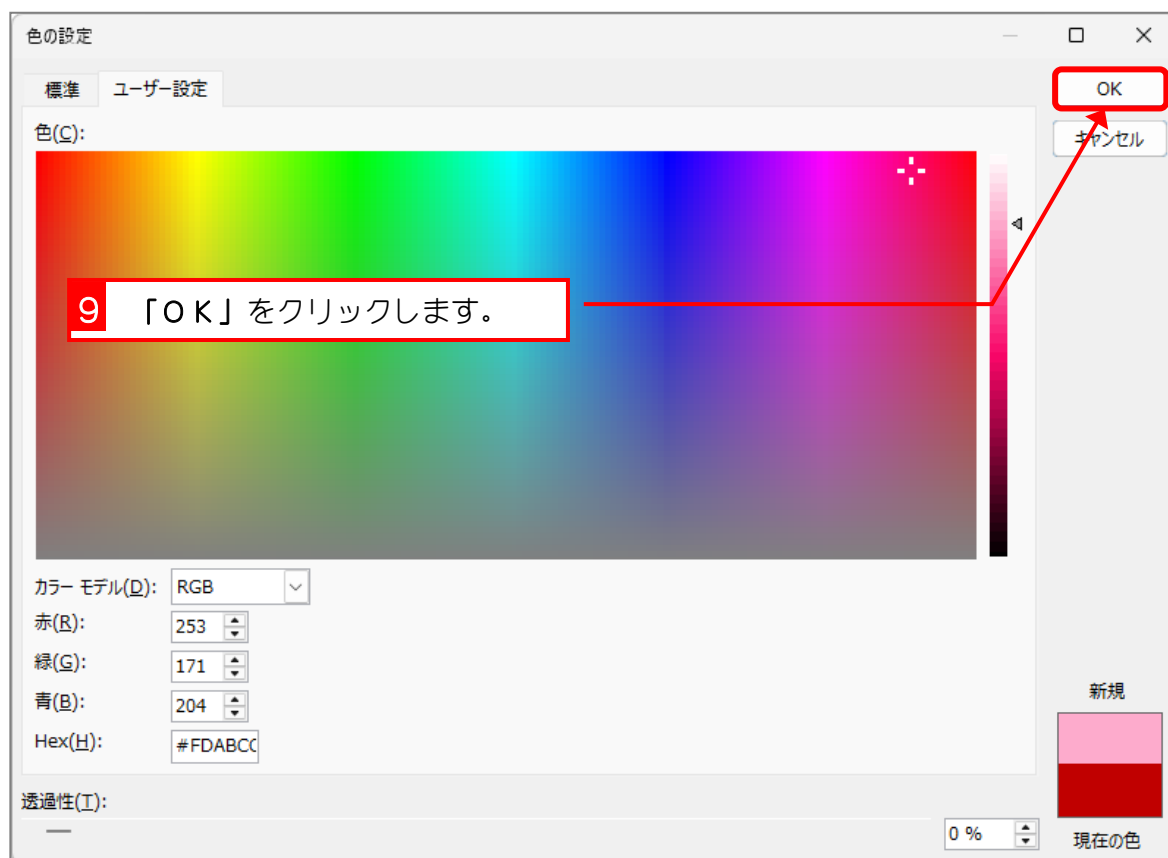 色の設定
標準 ユーザー設定
OK
キャンセル
色(C):
9 「OK」をクリックします。
カラー モデル(D): RGB
赤(R): 253
緑(G): 171
青(B): 204
Hex(H): #FDABCC
新規
透過性(T):
0 %
現在の色